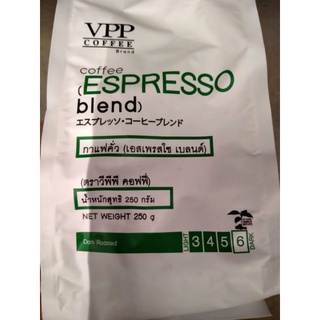 VPP
COFFEE
Brand
coffee
(ESPRESSO
blend)
エスプレッソ・コーヒーブレンド
กาแฟคั่ว (เอสเพรสโซ เบลนด์)
(ตราวีพีพี คอฟฟี่)
น้ำหนักสุทธิ 250 กรัม
NET WEIGHT 250 g
Dark Roasted
LIGHT 3 4 5 6 DARK